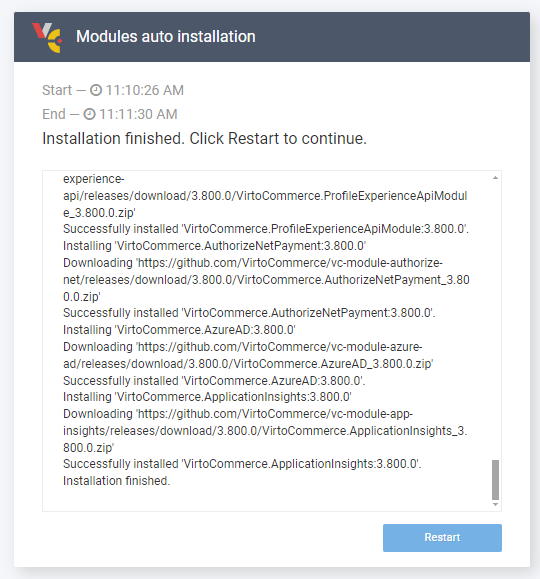 Modules auto installation
Start — 11:10:26 AM
End — 11:11:30 AM
Installation finished. Click Restart to continue.
experience-
api/releases/download/3.800.0/VirtoCommerce.ProfileExperienceApiModul
e_3.800.0.zip'
Successfully installed 'VirtoCommerce.ProfileExperienceApiModule:3.800.0'.
Installing 'VirtoCommerce.AuthorizeNetPayment:3.800.0'
Downloading 'https://github.com/VirtoCommerce/vc-module-authorize-
net/releases/download/3.800.0/VirtoCommerce.AuthorizeNetPayment_3.80
0.0.zip'
Successfully installed 'VirtoCommerce.AuthorizeNetPayment:3.800.0'.
Installing 'VirtoCommerce.AzureAD:3.800.0'
Downloading 'https://github.com/VirtoCommerce/vc-module-azure-
ad/releases/download/3.800.0/VirtoCommerce.AzureAD_3.800.0.zip'
Successfully installed 'VirtoCommerce.AzureAD:3.800.0'.
Installing 'VirtoCommerce.ApplicationInsights:3.800.0'
Downloading 'https://github.com/VirtoCommerce/vc-module-app-
insights/releases/download/3.800.0/VirtoCommerce.ApplicationInsights_3.
800.0.zip'
Successfully installed 'VirtoCommerce.ApplicationInsights:3.800.0'.
Installation finished.
Restart